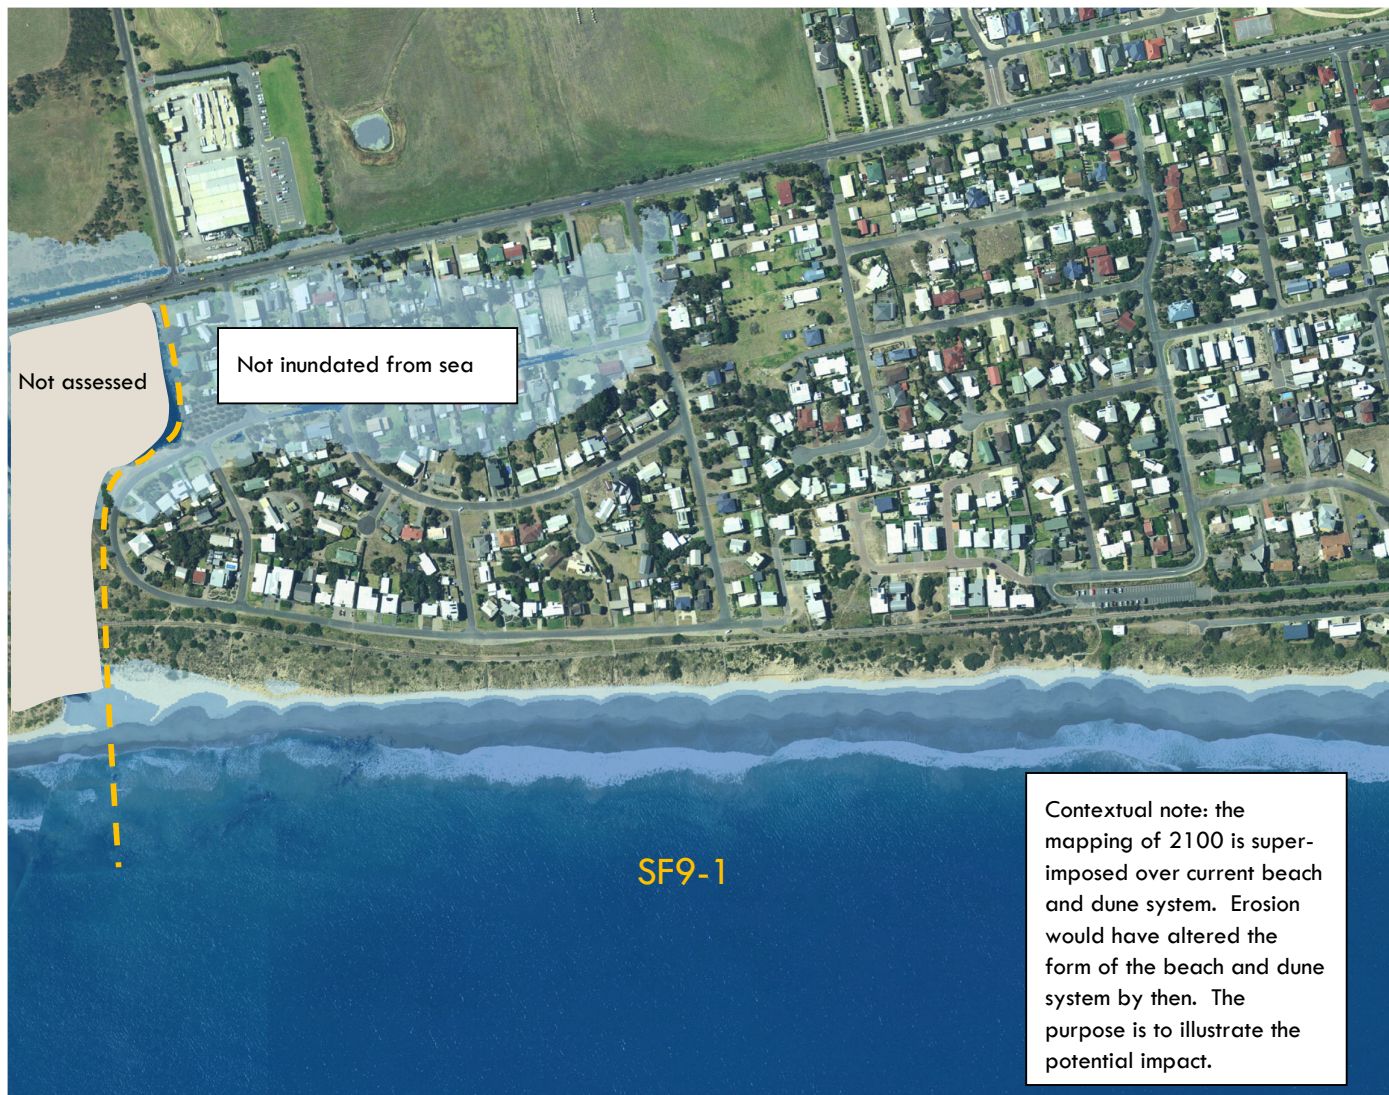 Not inundated from sea
Not assessed
SF9-1
Contextual note: the
mapping of 2100 is super-
imposed over current beach
and dune system. Erosion
would have altered the
form of the beach and dune
system by then. The
purpose is to illustrate the
potential impact.